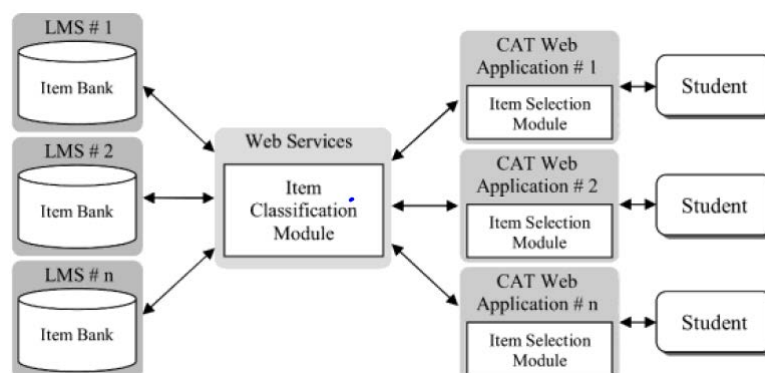 LMS # 1
Item Bank
LMS # 2
Item Bank
LMS # n
Item Bank
Web Services
Item
Classification
Module
CAT Web
Application # 1
Item Selection
Module
Student
CAT Web
Application # 2
Item Selection
Module
Student
CAT Web
Application # n
Item Selection
Module
Student